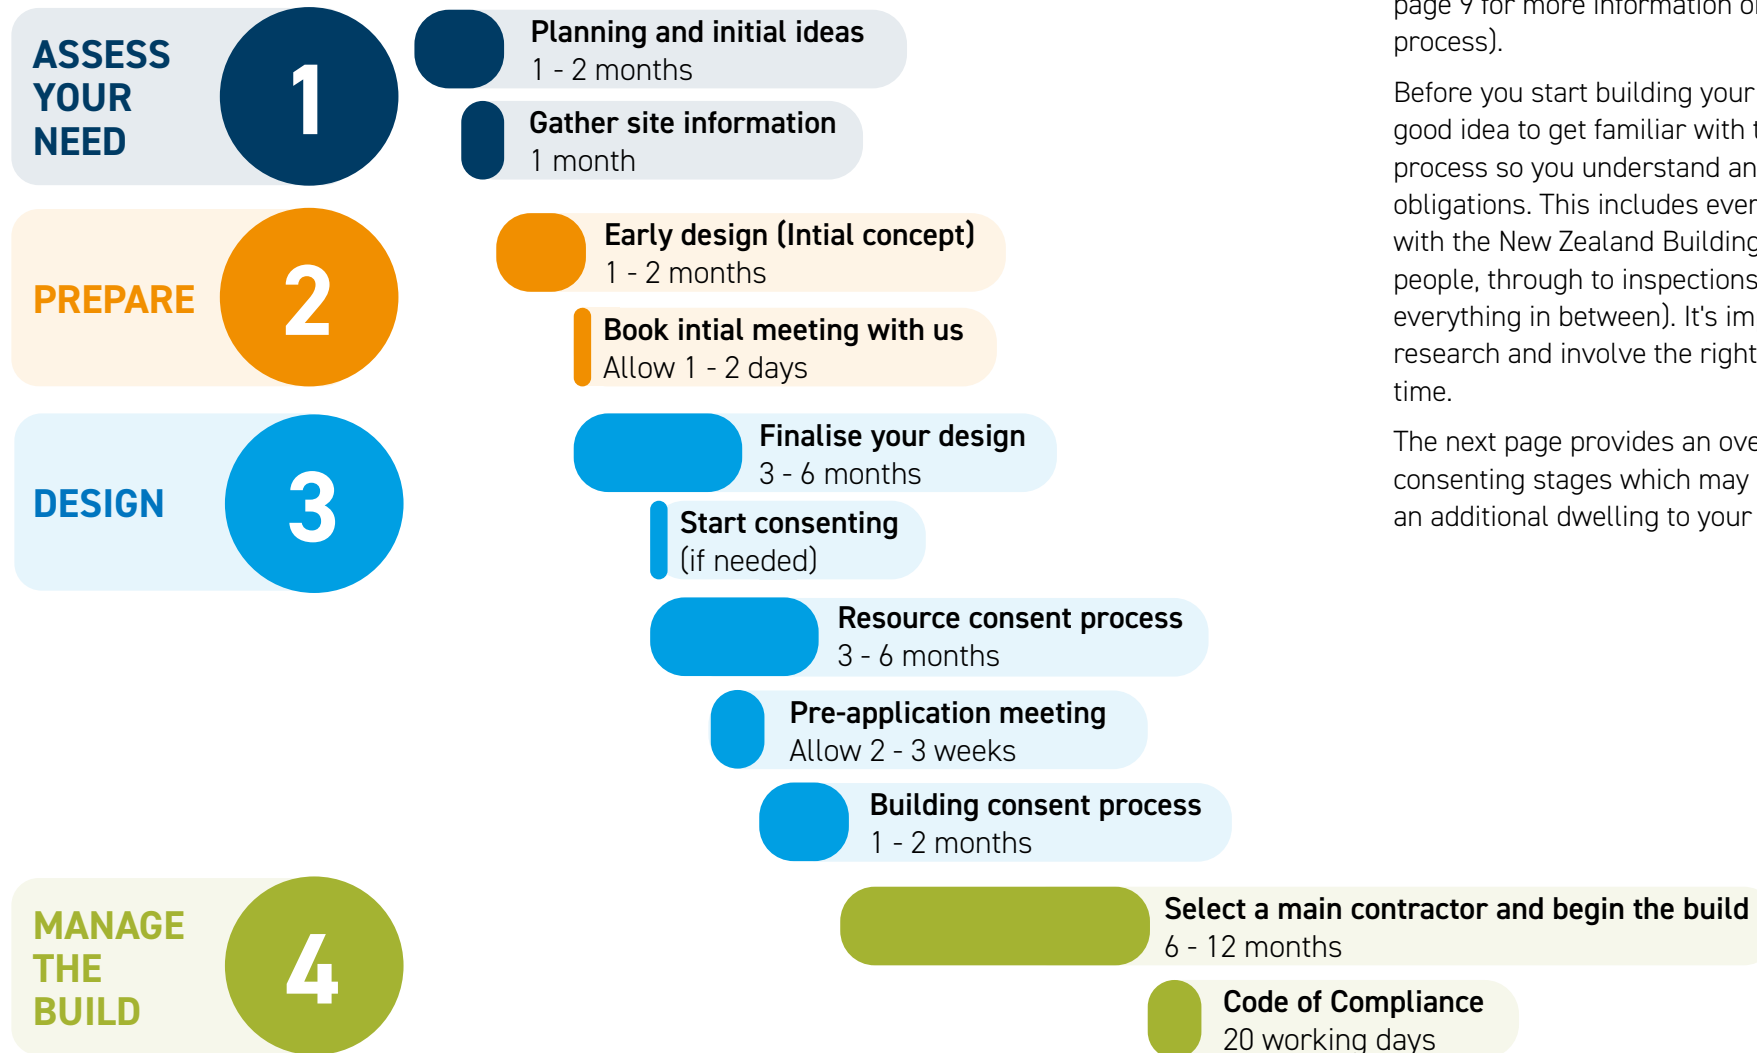 ASSESS
YOUR
NEED
1
Planning and initial ideas
1 - 2 months
Gather site information
1 month
PREPARE
2
Early design (Intial concept)
1 - 2 months
Book intial meeting with us
Allow 1 - 2 days
DESIGN
3
Finalise your design
3 - 6 months
Start consenting
(if needed)
Resource consent process
3 - 6 months
Pre-application meeting
Allow 2 - 3 weeks
Building consent process
1 - 2 months
MANAGE
THE
BUILD
4
Select a main contractor and begin the build
6 - 12 months
Code of Compliance
20 working days
page 9 for more information
process).
Before you start building your
good idea to get familiar with
process so you understand
obligations. This includes
with the New Zealand Building
people, through to inspections
everything in between). It's
research and involve the right
time.
The next page provides an
consenting stages which may
an additional dwelling to your